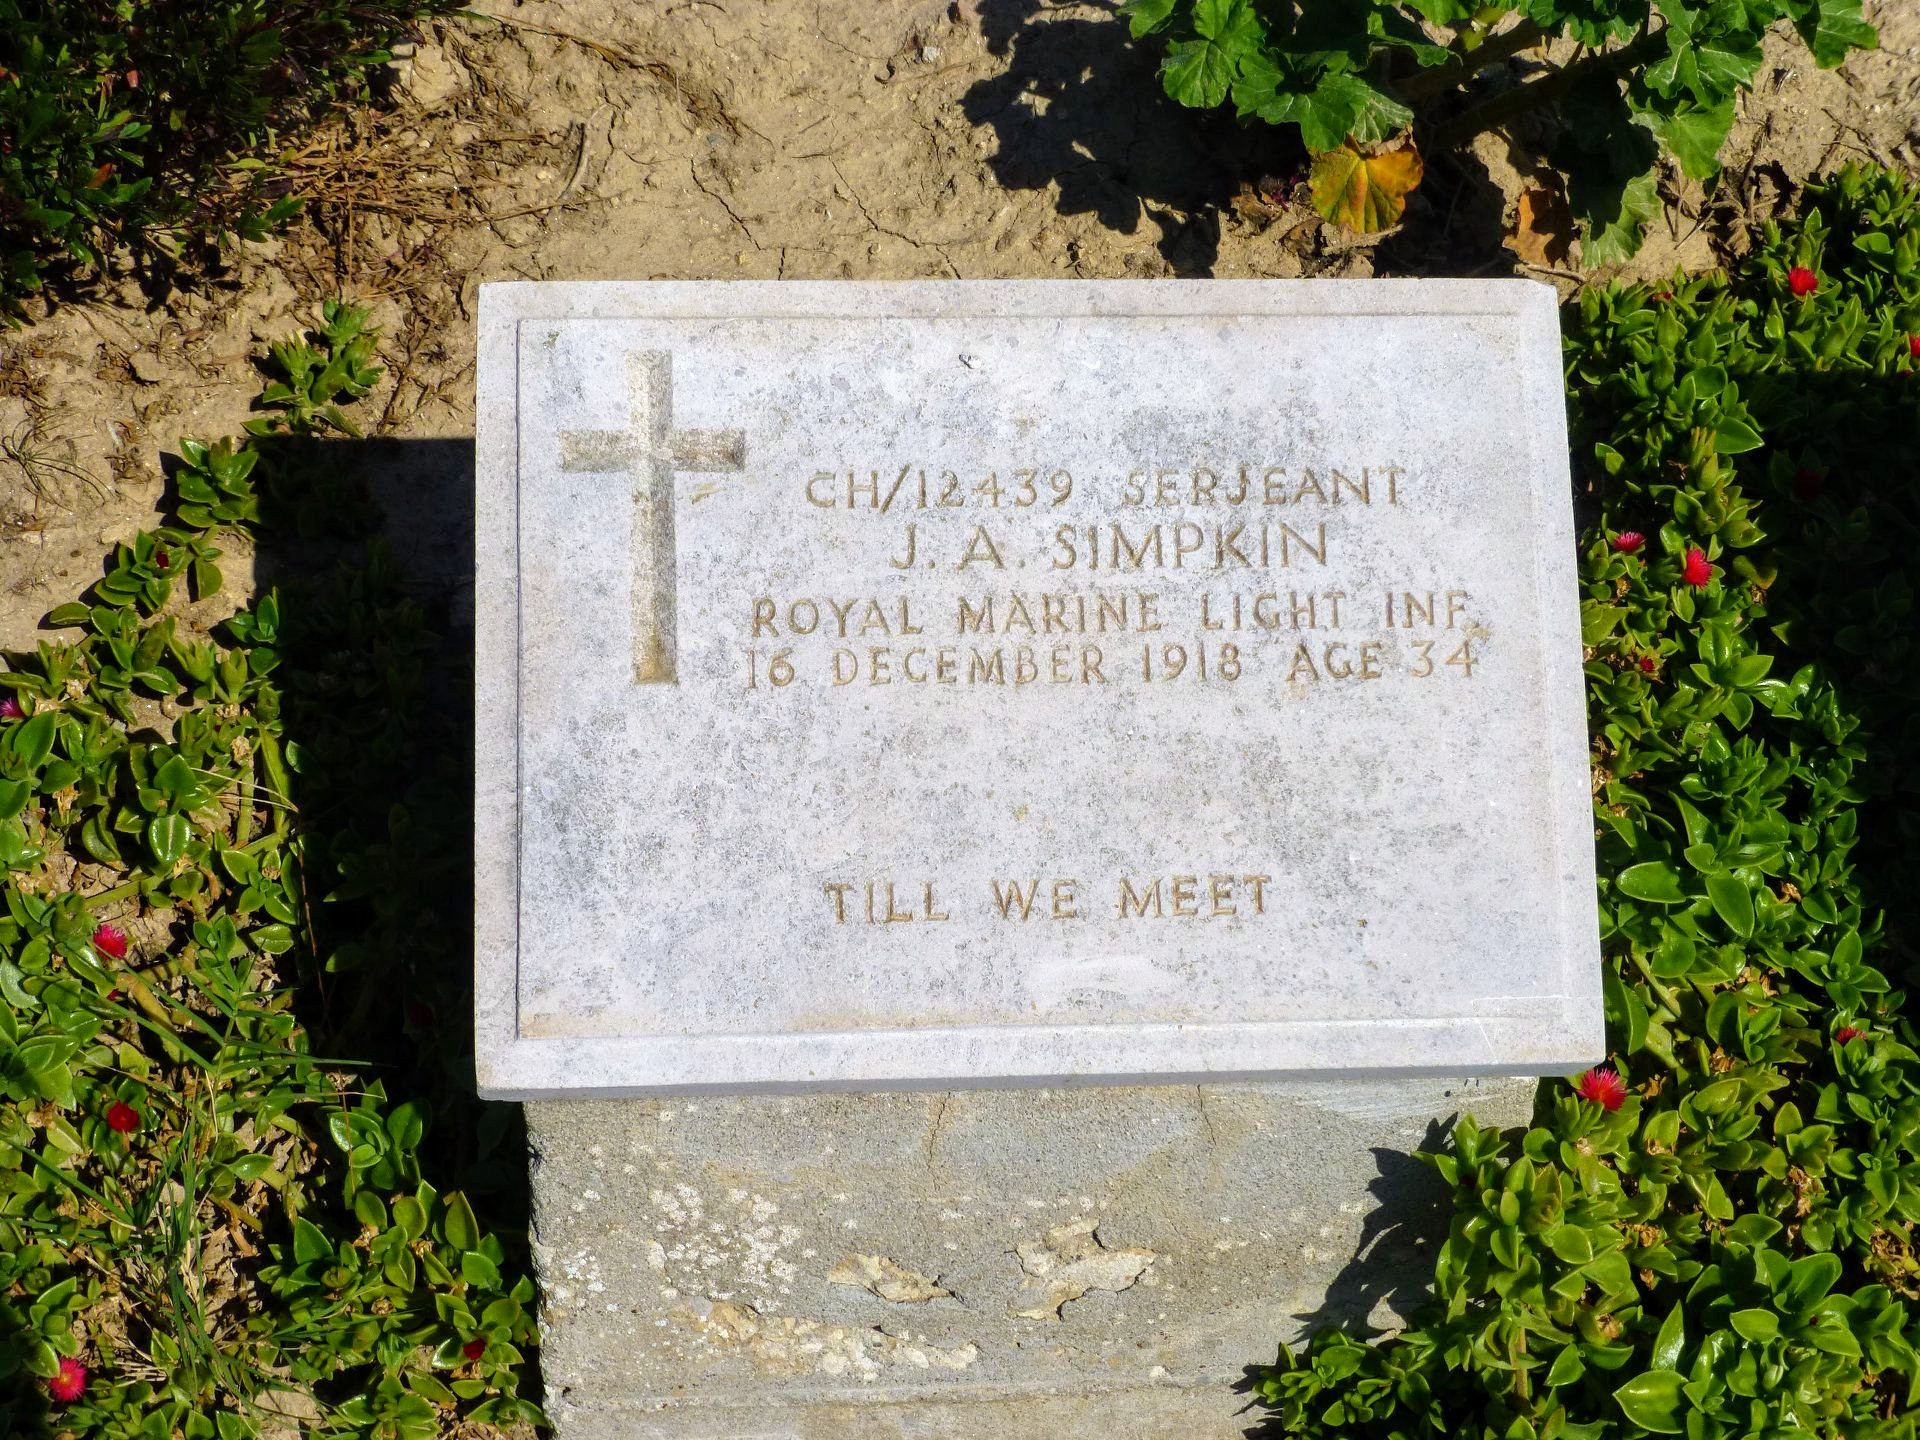 CH/12439 SERJEANT
J. A. SIMPKIN
ROYAL MARINE LIGHT INF.
16 DECEMBER 1918 AGE 34
TILL WE MEET